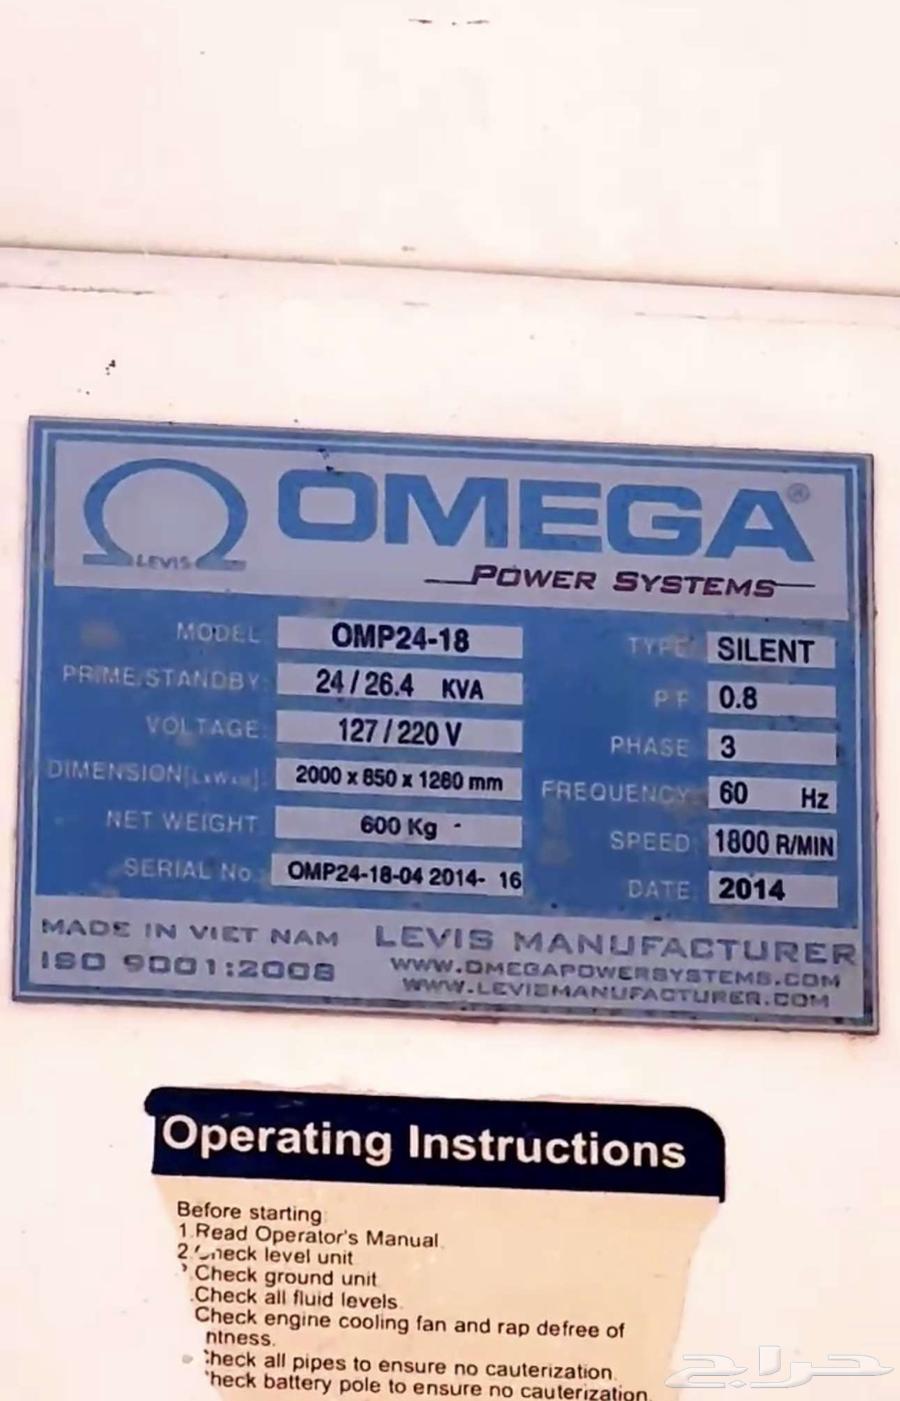 LEVIS
OMEGA®
POWER SYSTEMS
MODEL OMP24-18
PRIME/STANDBY: 24/26.4 KVA
VOLTAGE: 127/220 V
DIMENSION[LxWxH]: 2000 x 850 x 1260 mm
NET WEIGHT 600 Kg
SERIAL No: OMP24-18-04 2014- 16
TYPE: SILENT
P F 0.8
PHASE 3
FREQUENCY: 60 Hz
SPEED: 1800 R/MIN
DATE 2014
MADE IN VIET NAM
ISO 9001:2008
LEVIS MANUFACTURER
WWW.OMEGAPOWERSYSTEMS.COM
WWW.LEVISMANUFACTURER.COM
Operating Instructions
Before starting
1.Read Operator's Manual.
2.Check level unit
Check ground unit
.Check all fluid levels.
Check engine cooling fan and rap defree of
ntness.
heck all pipes to ensure no cauterization.
heck battery pole to ensure no cauterization.
حراج